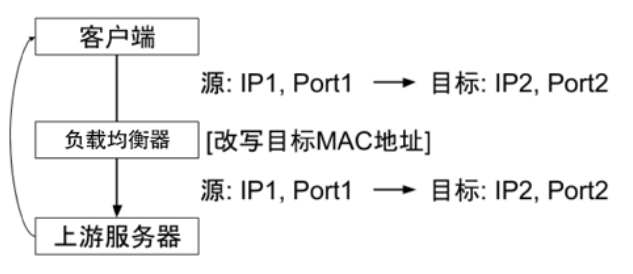 客户端
源: IP1, Port1 → 目标: IP2, Port2
负载均衡器 [改写目标MAC地址]
源: IP1, Port1 → 目标: IP2, Port2
上游服务器